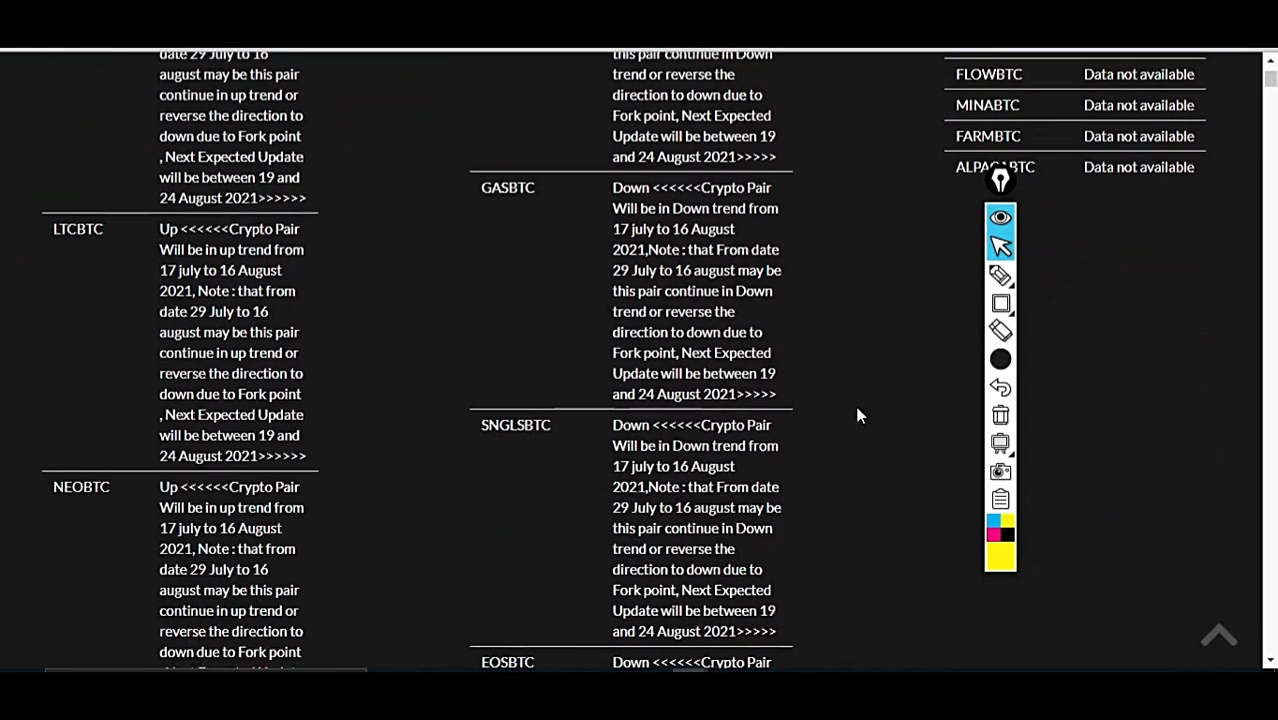 date 29 July to 16
august may be this pair
continue in up trend or
reverse the direction to
down due to Fork point
, Next Expected Update
will be between 19 and
24 August 2021>>>>>>
LTCBTC
Up <<<<<<Crypto Pair
Will be in up trend from
17 july to 16 August
2021, Note : that from
date 29 July to 16
august may be this pair
continue in up trend or
reverse the direction to
down due to Fork point
, Next Expected Update
will be between 19 and
24 August 2021>>>>>>
NEOBTC
Up <<<<<<Crypto Pair
Will be in up trend from
17 july to 16 August
2021, Note : that from
date 29 July to 16
august may be this pair
continue in up trend or
reverse the direction to
down due to Fork point
this pair continue in Down
trend or reverse the
direction to down due to
Fork point, Next Expected
Update will be between 19
and 24 August 2021>>>>>
GASBTC
Down <<<<<<Crypto Pair
Will be in Down trend from
17 july to 16 August
2021,Note : that From date
29 July to 16 august may be
this pair continue in Down
trend or reverse the
direction to down due to
Fork point, Next Expected
Update will be between 19
and 24 August 2021>>>>>
SNGLSBTC
Down <<<<<<Crypto Pair
Will be in Down trend from
17 july to 16 August
2021,Note : that From date
29 July to 16 august may be
this pair continue in Down
trend or reverse the
direction to down due to
Fork point, Next Expected
Update will be between 19
and 24 August 2021>>>>>
EOSBTC
Down <<<<<<Crypto Pair
FLOWBTC Data not available
MINABTC Data not available
FARMBTC Data not available
ALPACABTC Data not available